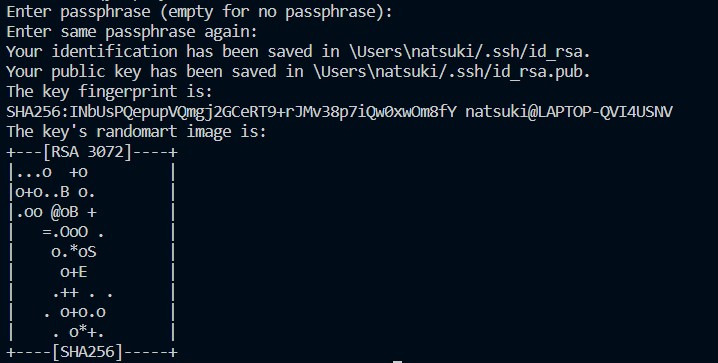 Enter passphrase (empty for no passphrase):
Enter same passphrase again:
Your identification has been saved in \Users\natsuki/.ssh/id_rsa.
Your public key has been saved in \Users\natsuki/.ssh/id_rsa.pub.
The key fingerprint is:
SHA256:INbUsPQepupVQmgj2GCeRT9+rJMv38p7iQw0xwOm8fY natsuki@LAPTOP-QVI4USNV
The key's randomart image is:
+---[RSA 3072]----+
|...o  +o         |
|o+o..B o.        |
|.oo @oB +        |
|   =.OoO .       |
|    o.*oS        |
|     o+E         |
|    .++ . .      |
|   . o+o.o       |
|    . o*+.       |
+----[SHA256]-----+